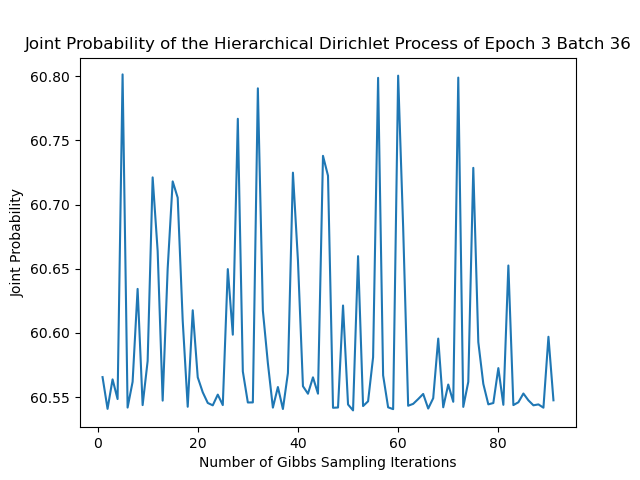 Joint Probability of the Hierarchical Dirichlet Process of Epoch 3 Batch 36
60.80
60.75
60.70
60.65
60.60
60.55
Joint Probability
0 20 40 60 80
Number of Gibbs Sampling Iterations